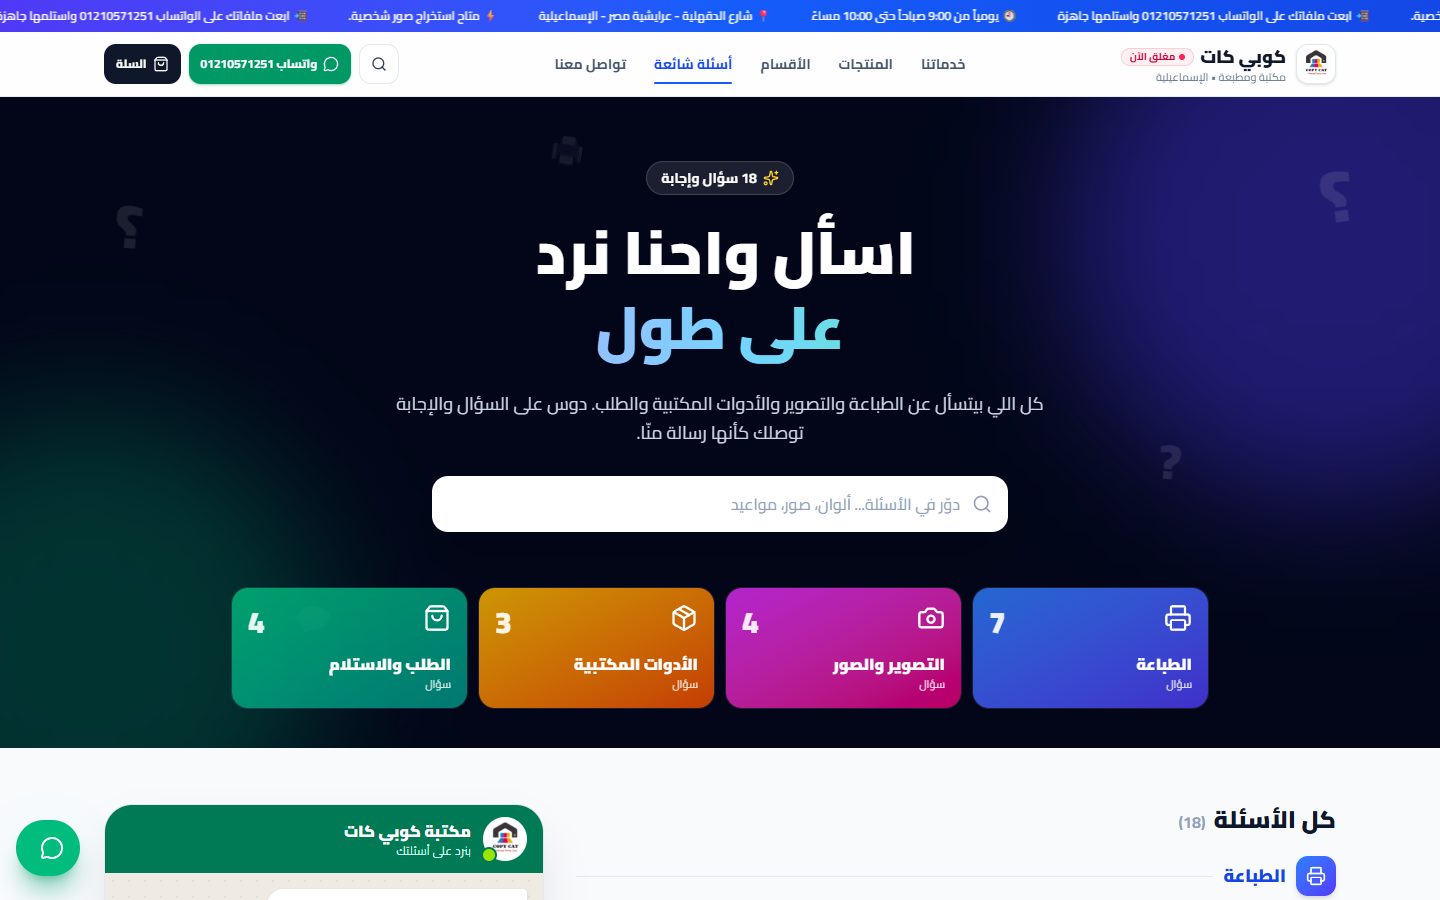 خصية.
📲 ابعت ملفاتك على الواتساب 01210571251 واستلمها جاهزة
⏰ يومياً من 9:00 صباحاً حتى 10:00 مساءً
📍 شارع الدقهلية - عرايشية مصر - الإسماعيلية
⚡ متاح استخراج صور شخصية.
📲 ابعت ملفاتك على الواتساب 01210571251 واستلمها جاهزة
COPY CAT
كوبي كات
مغلق الآن
مكتبة ومطبعة • الإسماعيلية
خدماتنا
المنتجات
الأقسام
أسئلة شائعة
تواصل معنا
واتساب 01210571251
السلة
18 سؤال وإجابة
اسأل واحنا نرد
على طول
كل اللي بيتسأل عن الطباعة والتصوير والأدوات المكتبية والطلب. دوس على السؤال والإجابة
توصلك كأنها رسالة منّا.
دوّر في الأسئلة... ألوان، صور، مواعيد
7
الطباعة
سؤال
4
التصوير والصور
سؤال
3
الأدوات المكتبية
سؤال
4
الطلب والاستلام
سؤال
كل الأسئلة (18)
الطباعة
COPY CAT
مكتبة كوبي كات
بنرد على أسئلتك